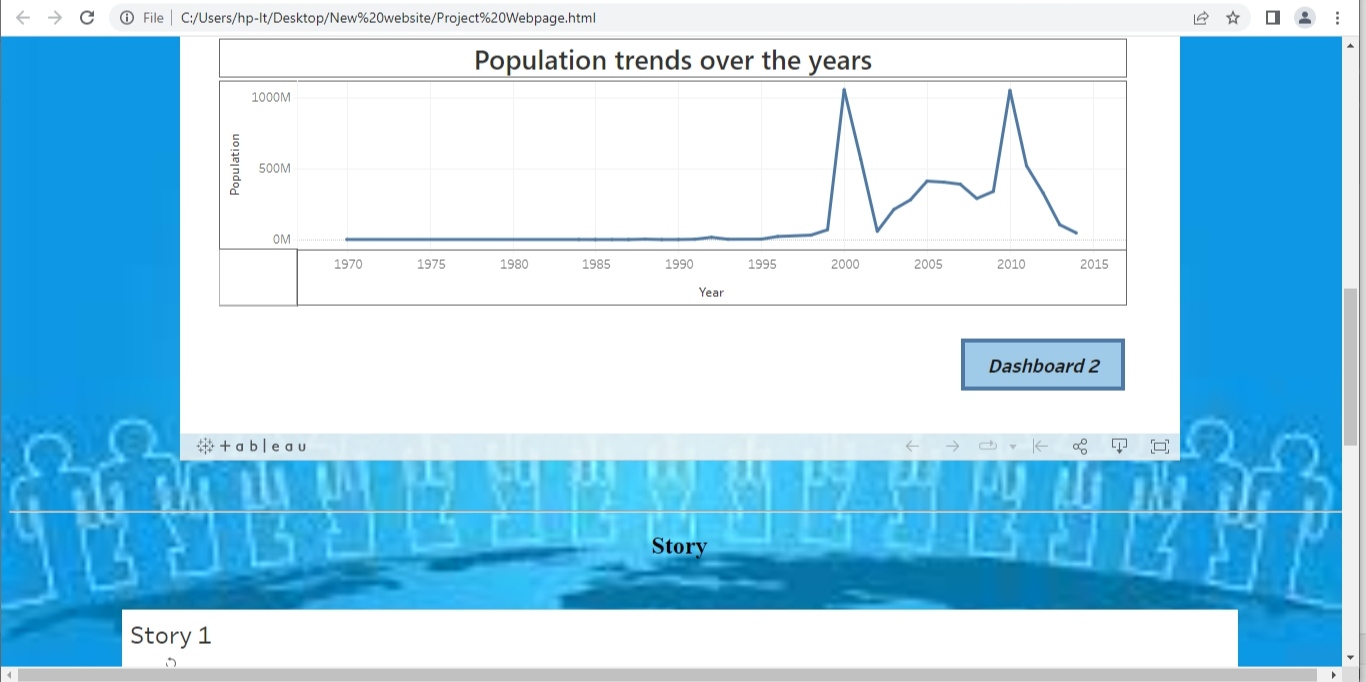 File | C:/Users/hp-lt/Desktop/New%20website/Project%20Webpage.html
Population trends over the years
1000M
500M
0M
Population
1970 1975 1980 1985 1990 1995 2000 2005 2010 2015
Year
Dashboard 2
+ableau
Story
Story 1